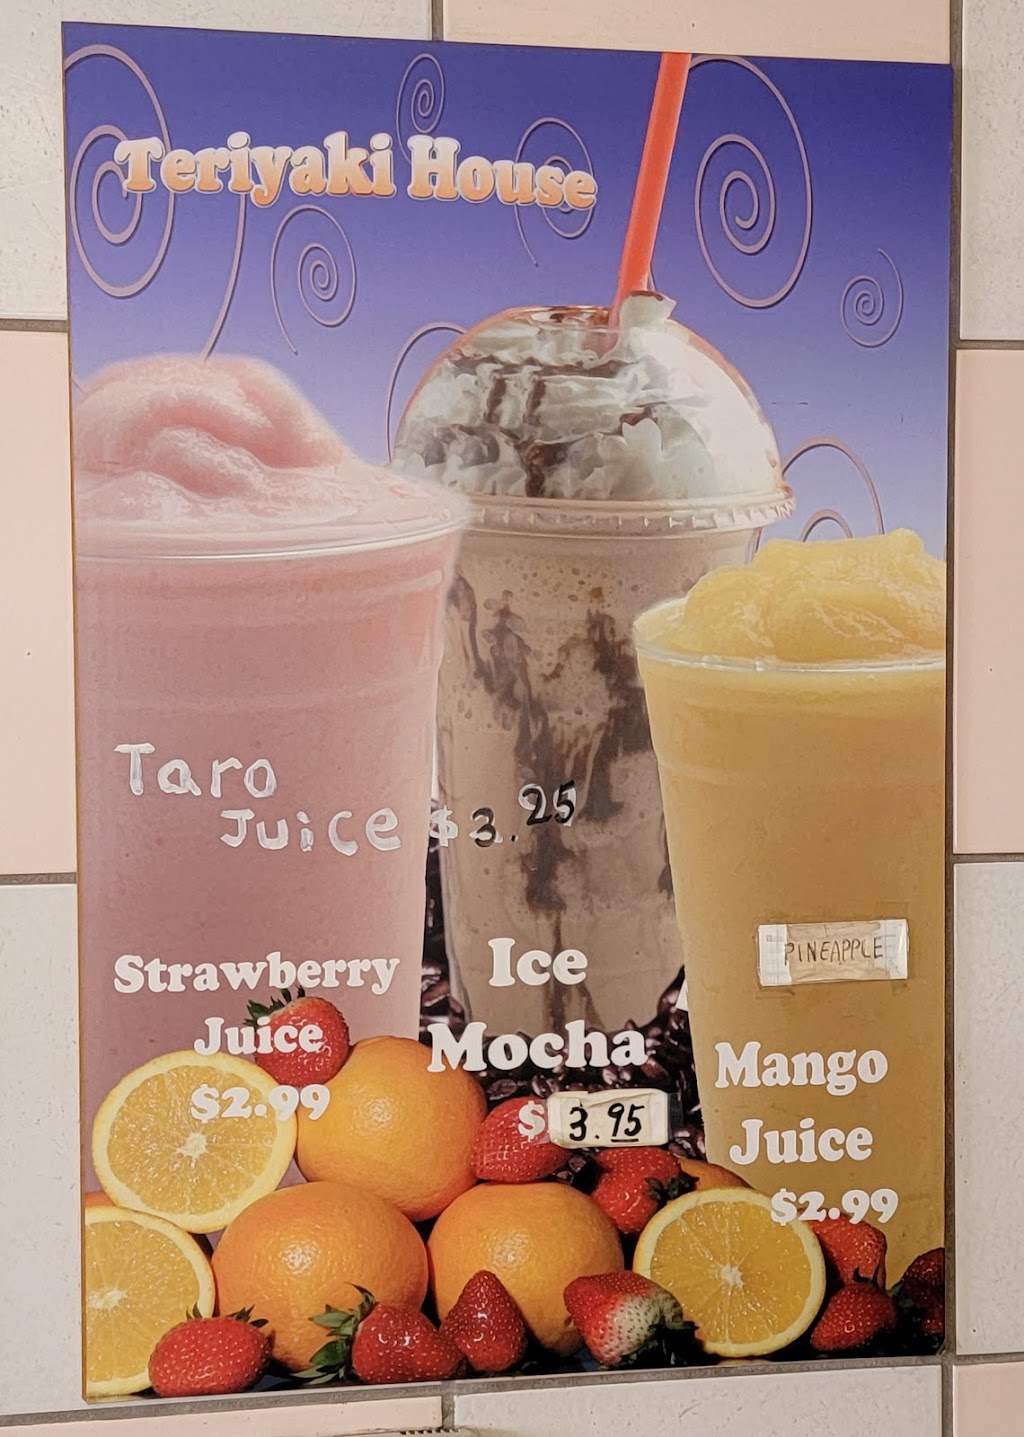 Teriyaki House
Taro
Juice $3.25
Strawberry
Juice
$2.99
Ice
Mocha
$3.95
PINEAPPLE
Mango
Juice
$2.99